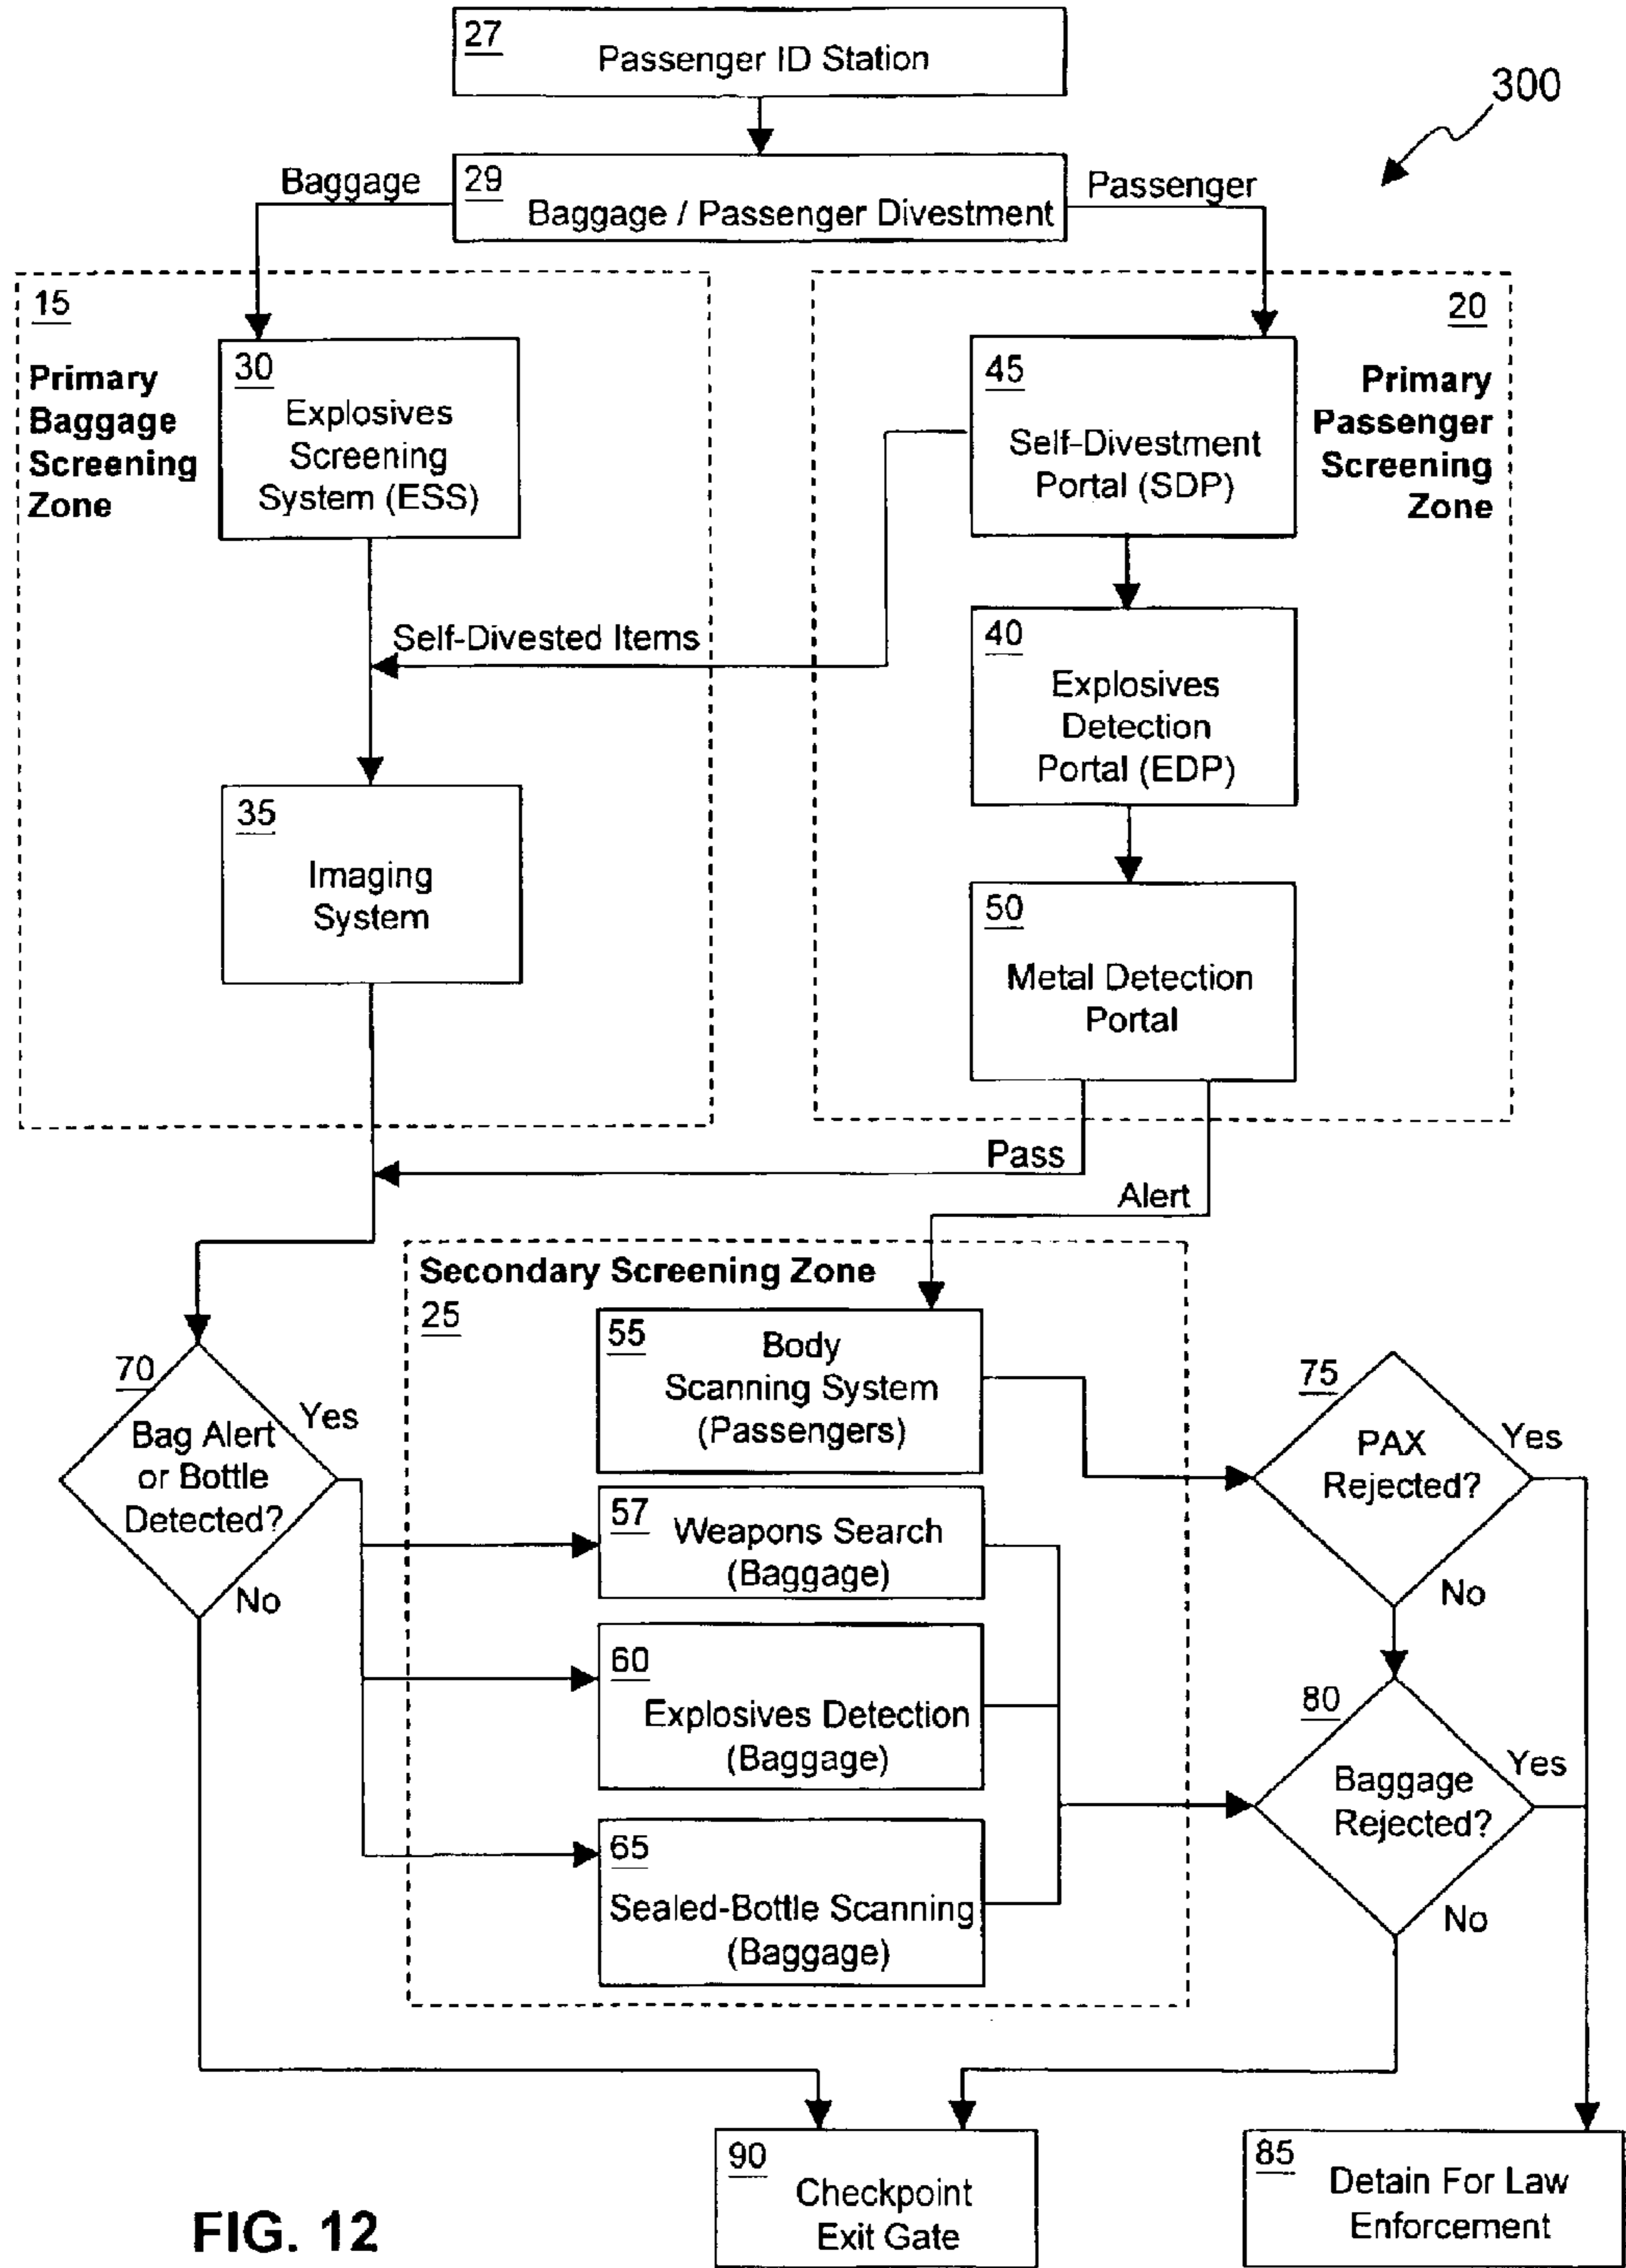 27
Passenger ID Station
300
Baggage
29
Baggage / Passenger Divestment
Passenger
15
Primary
Baggage
Screening
Zone
30
Explosives
Screening
System (ESS)
45
Self-Divestment
Portal (SDP)
20
Primary
Passenger
Screening
Zone
Self-Divested Items
40
Explosives
Detection
Portal (EDP)
35
Imaging
System
50
Metal Detection
Portal
Pass
Alert
Secondary Screening Zone
25
55
Body
Scanning System
(Passengers)
70
Bag Alert
or Bottle
Detected?
Yes
No
57
Weapons Search
(Baggage)
75
PAX
Rejected?
Yes
No
60
Explosives Detection
(Baggage)
80
Baggage
Rejected?
Yes
No
65
Sealed-Bottle Scanning
(Baggage)
90
Checkpoint
Exit Gate
85
Detain For Law
Enforcement
FIG. 12